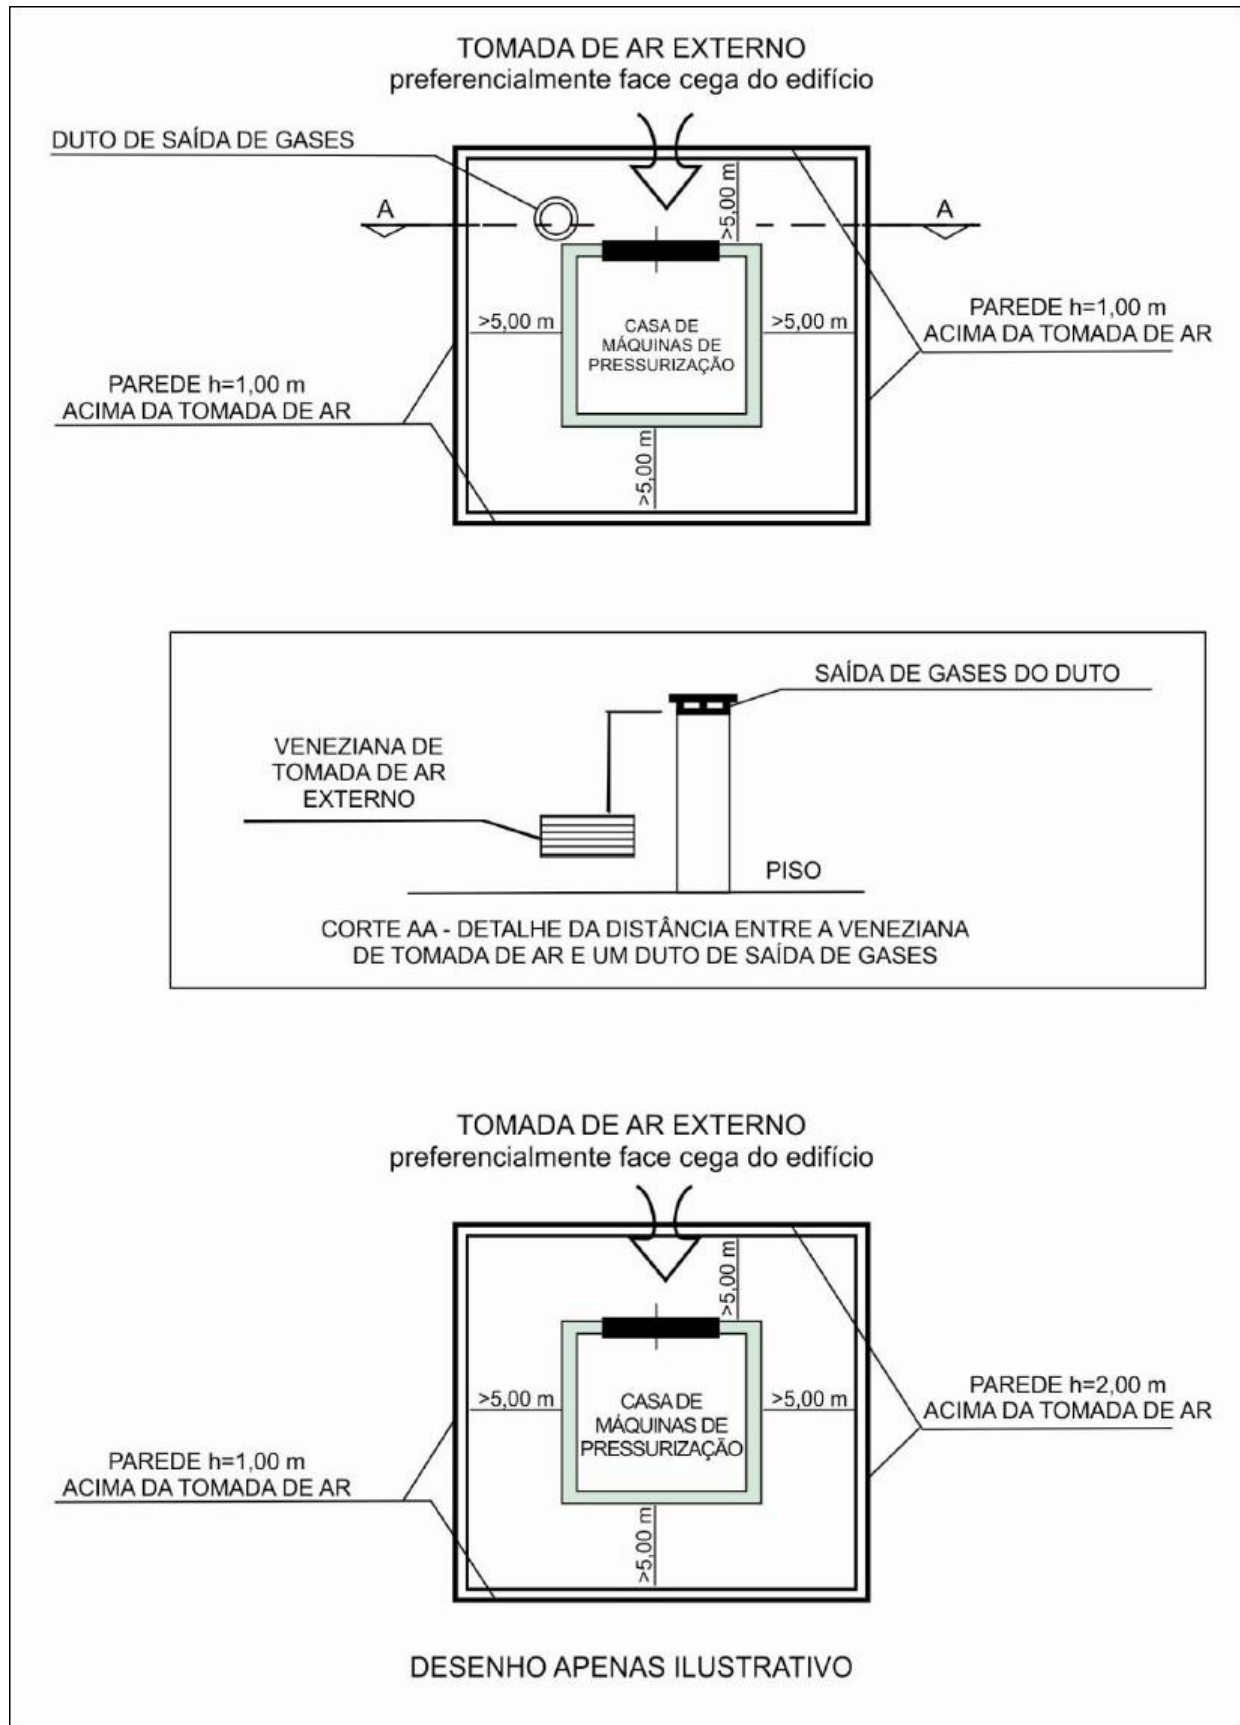 TOMADA DE AR EXTERNO
preferencialmente face cega do edifício
DUTO DE SAÍDA DE GASES
>5,00 m
A
A
>5,00 m
CASA DE
MÁQUINAS DE
PRESSURIZAÇÃO
>5,00 m
PAREDE h=1,00 m
ACIMA DA TOMADA DE AR
PAREDE h=1,00 m
ACIMA DA TOMADA DE AR
>5,00 m
SAÍDA DE GASES DO DUTO
VENEZIANA DE
TOMADA DE AR
EXTERNO
PISO
CORTE AA - DETALHE DA DISTÂNCIA ENTRE A VENEZIANA
DE TOMADA DE AR E UM DUTO DE SAÍDA DE GASES
TOMADA DE AR EXTERNO
preferencialmente face cega do edifício
>5,00 m
>5,00 m
CASA DE
MÁQUINAS DE
PRESSURIZAÇÃO
>5,00 m
PAREDE h=2,00 m
ACIMA DA TOMADA DE AR
PAREDE h=1,00 m
ACIMA DA TOMADA DE AR
>5,00 m
DESENHO APENAS ILUSTRATIVO